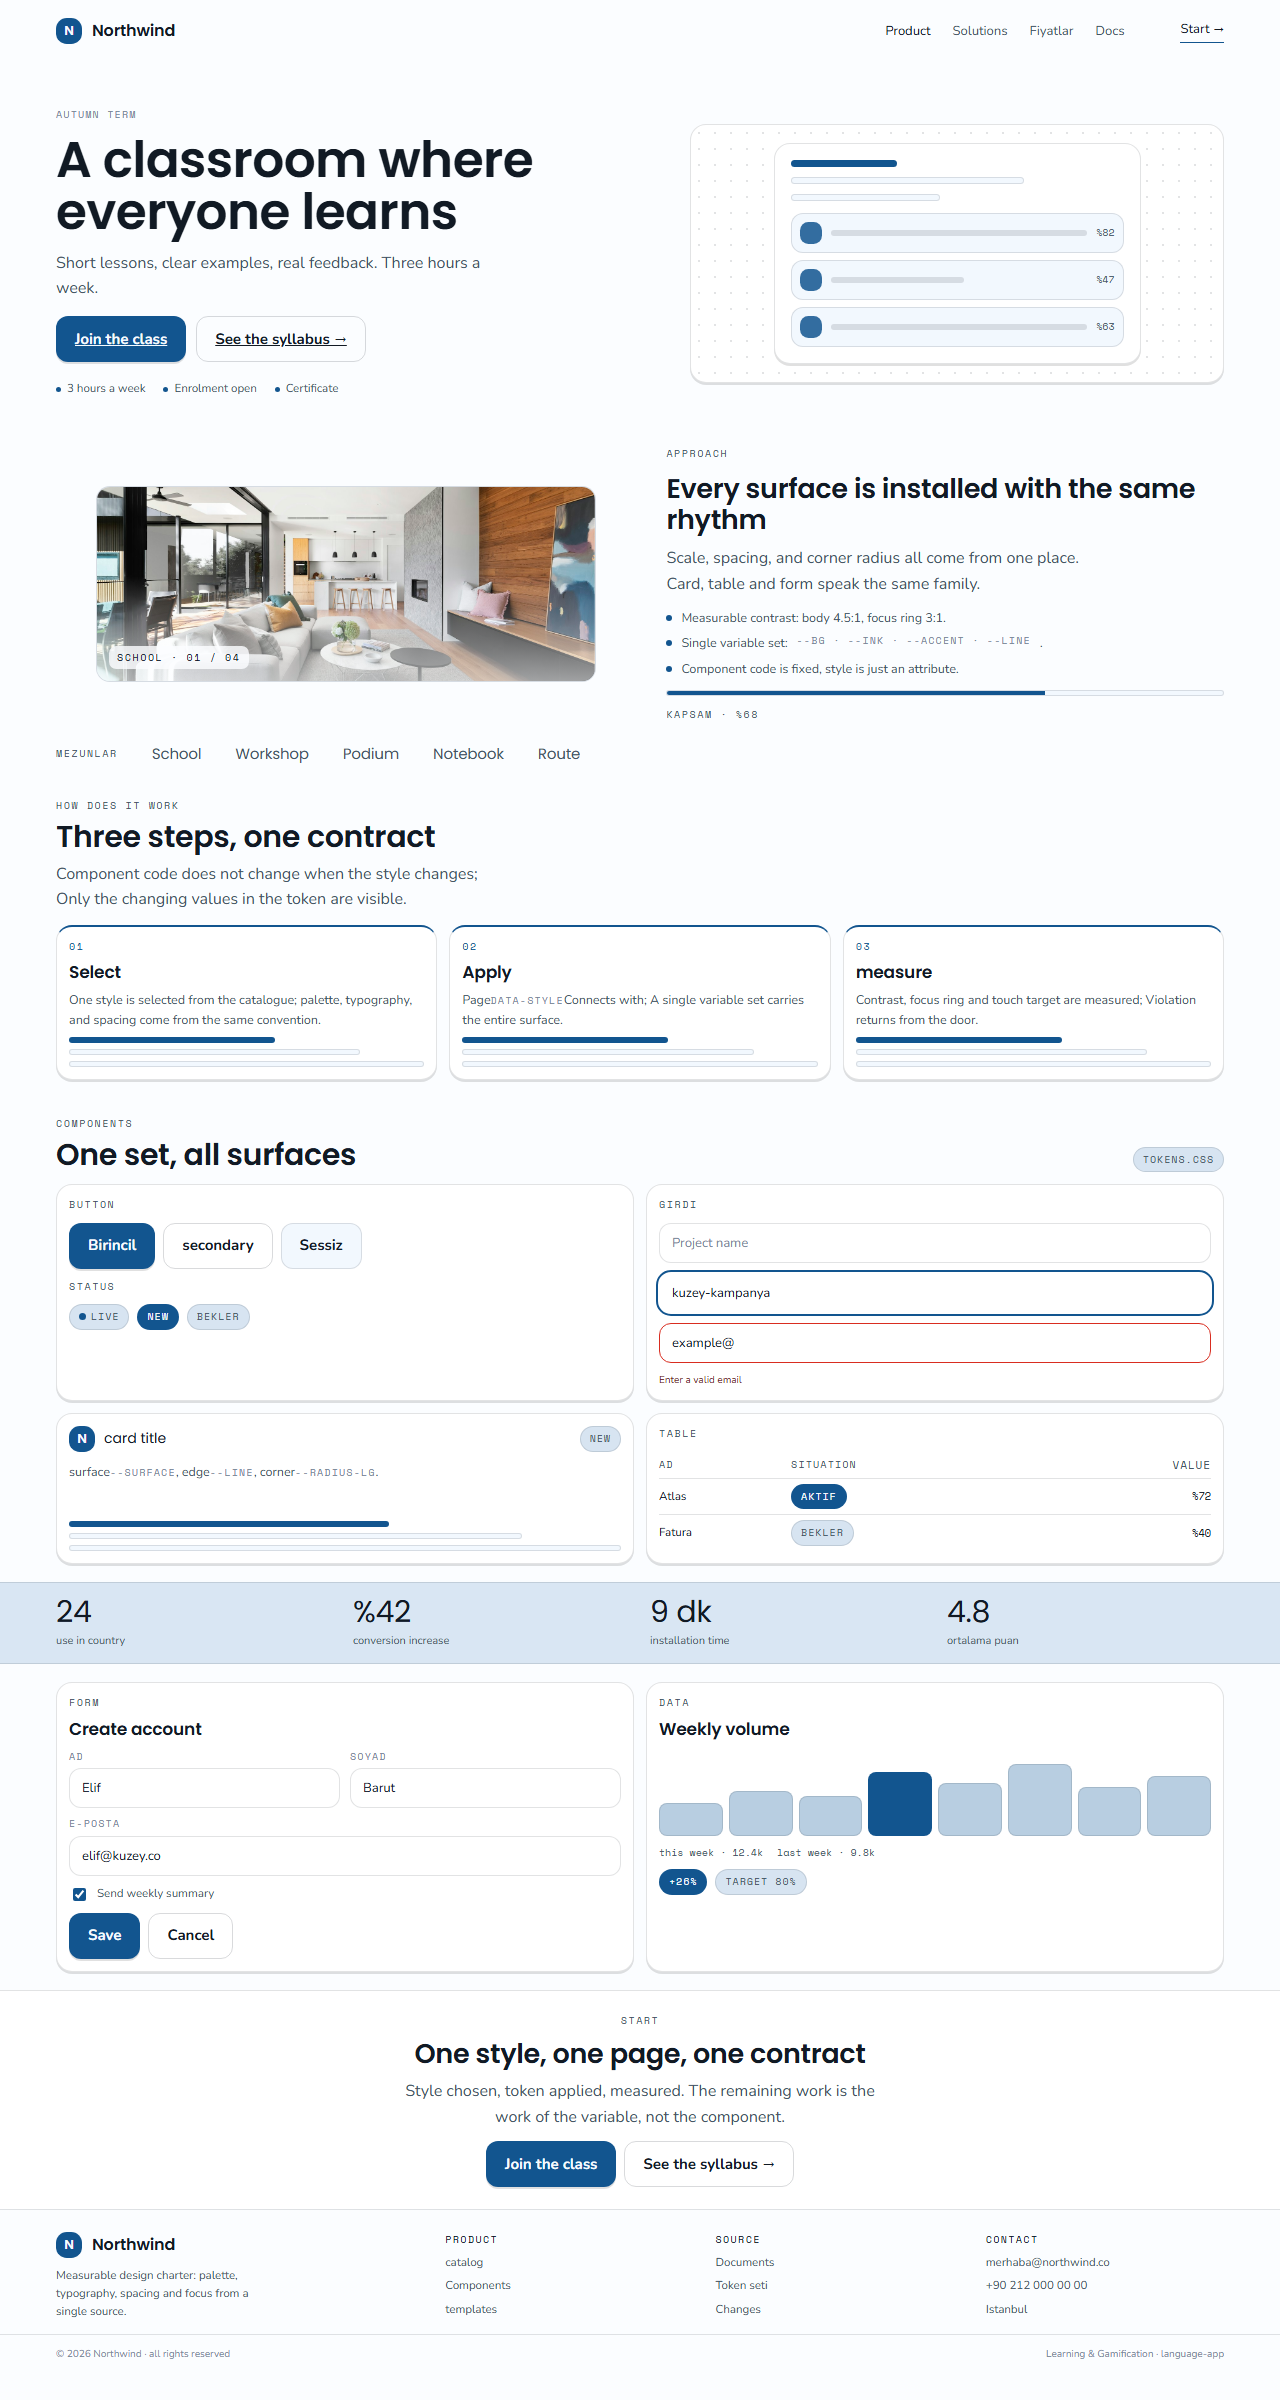 N Northwind
Product Solutions Fiyatlar Docs Start →
AUTUMN TERM
A classroom where
everyone learns
Short lessons, clear examples, real feedback. Three hours a
week.
Join the class See the syllabus →
3 hours a week Enrolment open Certificate
%82
%47
%63
SCHOOL · 01 / 04
APPROACH
Every surface is installed with the same
rhythm
Scale, spacing, and corner radius all come from one place.
Card, table and form speak the same family.
Measurable contrast: body 4.5:1, focus ring 3:1.
Single variable set: --BG · --INK · --ACCENT · --LINE .
Component code is fixed, style is just an attribute.
KAPSAM · %68
MEZUNLAR School Workshop Podium Notebook Route
HOW DOES IT WORK
Three steps, one contract
Component code does not change when the style changes;
Only the changing values in the token are visible.
01
Select
One style is selected from the catalogue; palette, typography,
and spacing come from the same convention.
02
Apply
PageDATA-STYLEConnects with; A single variable set carries
the entire surface.
03
measure
Contrast, focus ring and touch target are measured; Violation
returns from the door.
COMPONENTS
One set, all surfaces
TOKENS.CSS
BUTTON
Birincil secondary Sessiz
STATUS
LIVE NEW BEKLER
GIRDI
Project name
kuzey-kampanya
example@
Enter a valid email
N card title NEW
surface--SURFACE, edge--LINE, corner--RADIUS-LG.
TABLE
AD SITUATION VALUE
Atlas AKTIF %72
Fatura BEKLER %40
24
use in country
%42
conversion increase
9 dk
installation time
4.8
ortalama puan
FORM
Create account
AD SOYAD
Elif Barut
E-POSTA
elif@kuzey.co
Send weekly summary
Save Cancel
DATA
Weekly volume
this week · 12.4k last week · 9.8k
+26% TARGET 80%
START
One style, one page, one contract
Style chosen, token applied, measured. The remaining work is the
work of the variable, not the component.
Join the class See the syllabus →
N Northwind
Measurable design charter: palette,
typography, spacing and focus from a
single source.
PRODUCT
catalog
Components
templates
SOURCE
Documents
Token seti
Changes
CONTACT
merhaba@northwind.co
+90 212 000 00 00
Istanbul
© 2026 Northwind · all rights reserved
Learning & Gamification · language-app